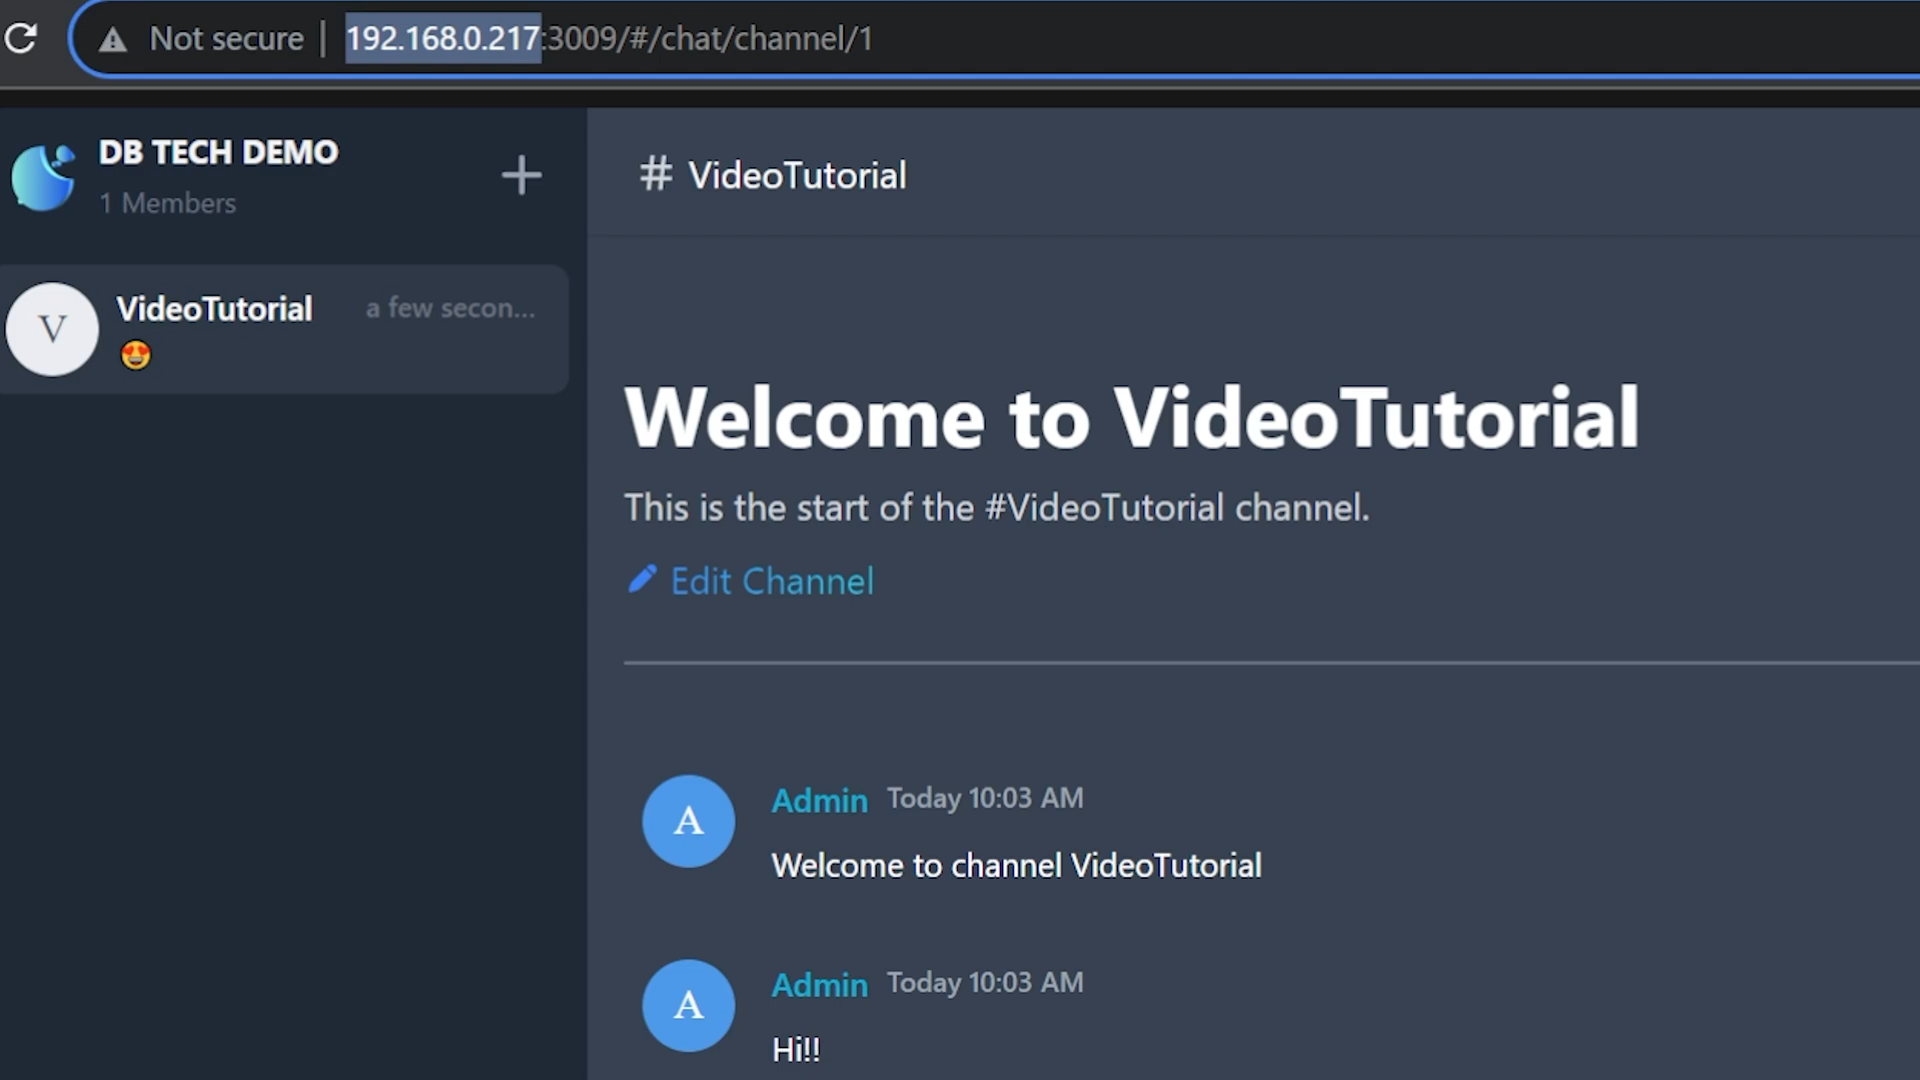 Not secure | 192.168.0.217:3009/#/chat/channel/1
DB TECH DEMO
1 Members
V
VideoTutorial a few secon...
😍
# VideoTutorial
Welcome to VideoTutorial
This is the start of the #VideoTutorial channel.
Edit Channel
A
Admin Today 10:03 AM
Welcome to channel VideoTutorial
A
Admin Today 10:03 AM
Hi!!